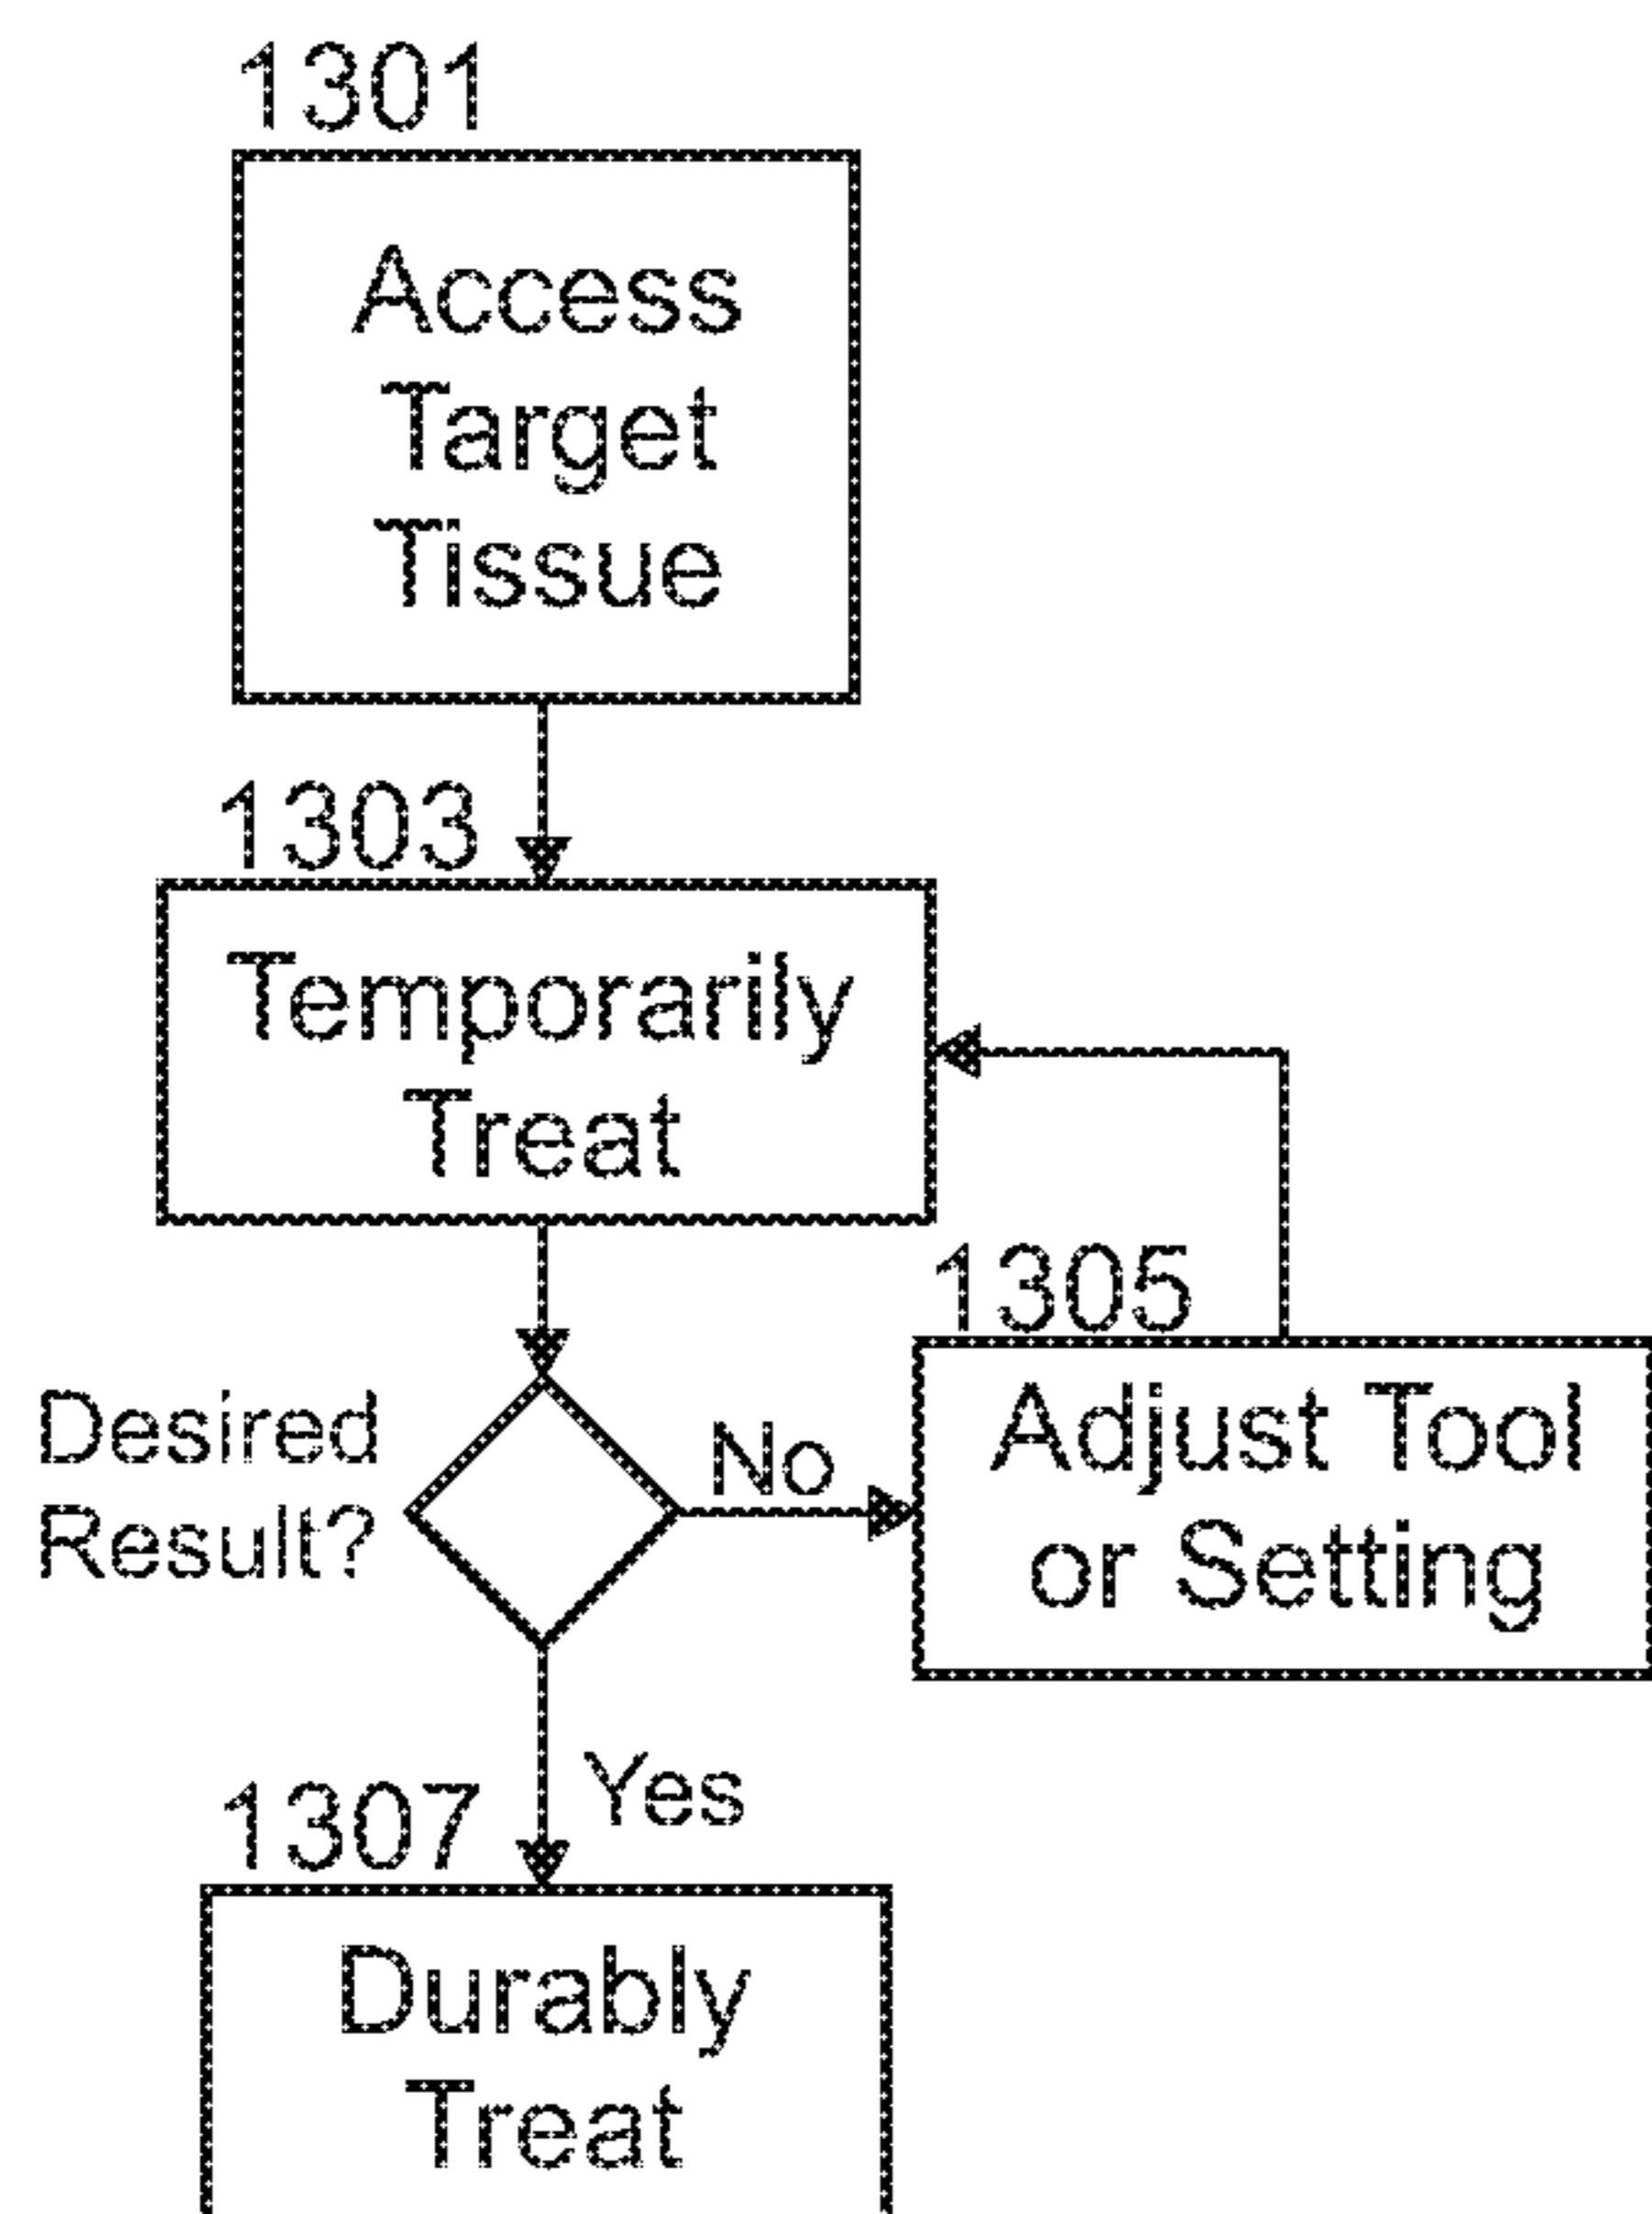 1301
Access
Target
Tissue
1303
Temporarily
Treat
1305
Desired
Result?
No
Adjust Tool
or Setting
Yes
1307
Durably
Treat